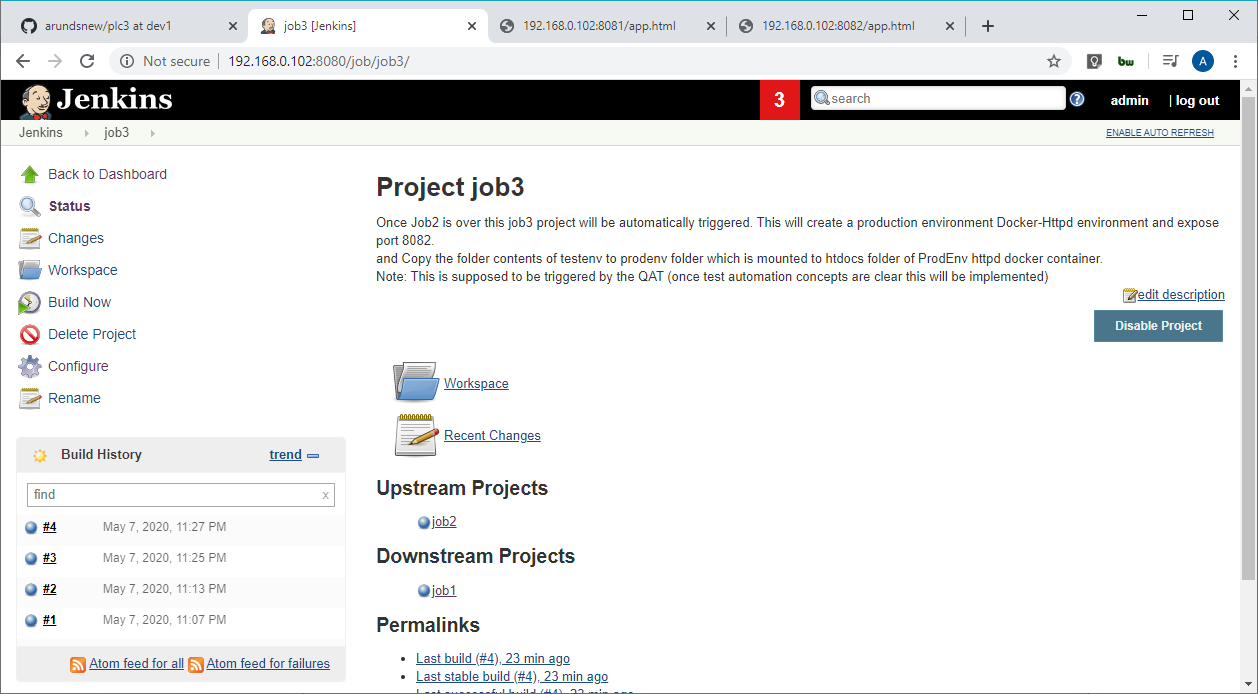 arundsnew/plc3 at dev1
job3 [Jenkins]
192.168.0.102:8081/app.html
192.168.0.102:8082/app.html
Not secure
192.168.0.102:8080/job/job3/
bw
A
Jenkins
3
search
admin
| log out
Jenkins
job3
ENABLE AUTO REFRESH
Back to Dashboard
Status
Changes
Workspace
Build Now
Delete Project
Configure
Rename
Build History
trend
find
x
#4 May 7, 2020, 11:27 PM
#3 May 7, 2020, 11:25 PM
#2 May 7, 2020, 11:13 PM
#1 May 7, 2020, 11:07 PM
Atom feed for all Atom feed for failures
Project job3
Once Job2 is over this job3 project will be automatically triggered. This will create a production environment Docker-Httpd environment and expose
port 8082.
and Copy the folder contents of testenv to prodenv folder which is mounted to htdocs folder of ProdEnv httpd docker container.
Note: This is supposed to be triggered by the QAT (once test automation concepts are clear this will be implemented)
edit description
Disable Project
Workspace
Recent Changes
Upstream Projects
job2
Downstream Projects
job1
Permalinks
Last build (#4), 23 min ago
Last stable build (#4), 23 min ago
Last successful build (#4), 23 min ago